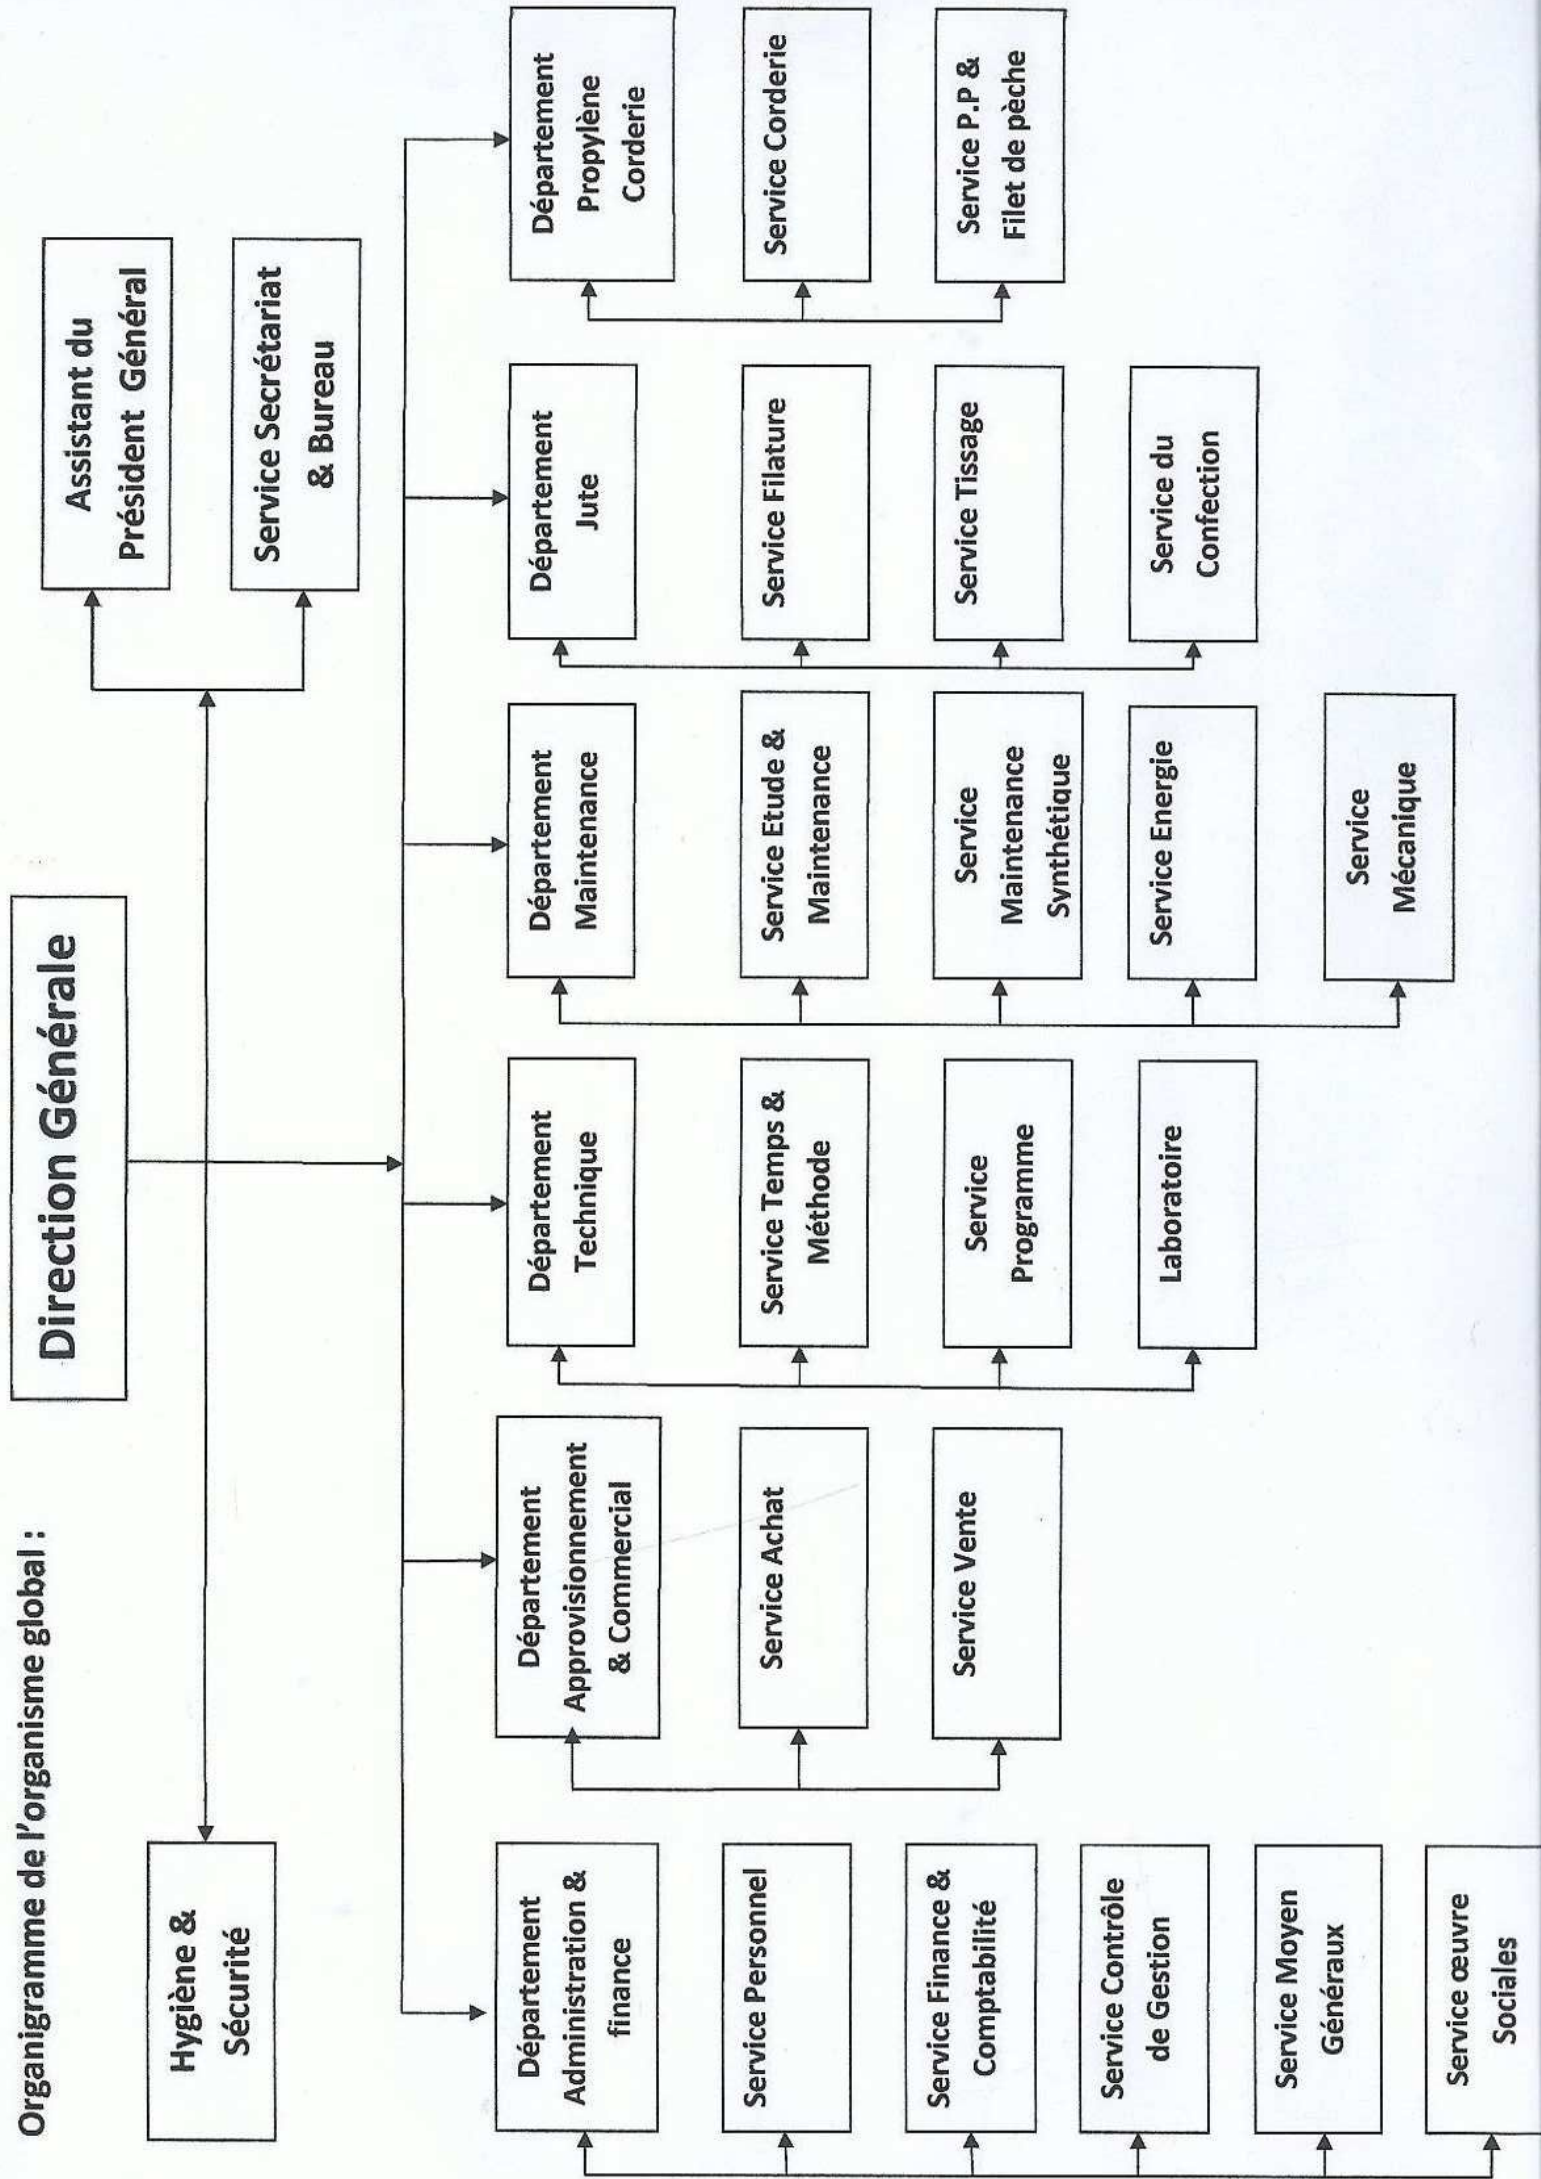 Organigramme de l'organisme global :
Direction Générale
Hygiène &
Sécurité
Assistant du
Président Général
Service Secrétariat
& Bureau
Département
Administration &
finance
Service Personnel
Service Finance &
Comptabilité
Service Contrôle
de Gestion
Service Moyen
Généraux
Service œuvre
Sociales
Département
Approvisionnement
& Commercial
Service Achat
Service Vente
Département
Technique
Service Temps &
Méthode
Service
Programme
Laboratoire
Département
Maintenance
Service Etude &
Maintenance
Service
Maintenance
Synthétique
Service Energie
Service
Mécanique
Département
Jute
Service Filature
Service Tissage
Service du
Confection
Département
Propylène
Corderie
Service Corderie
Service P.P &
Filet de pèche